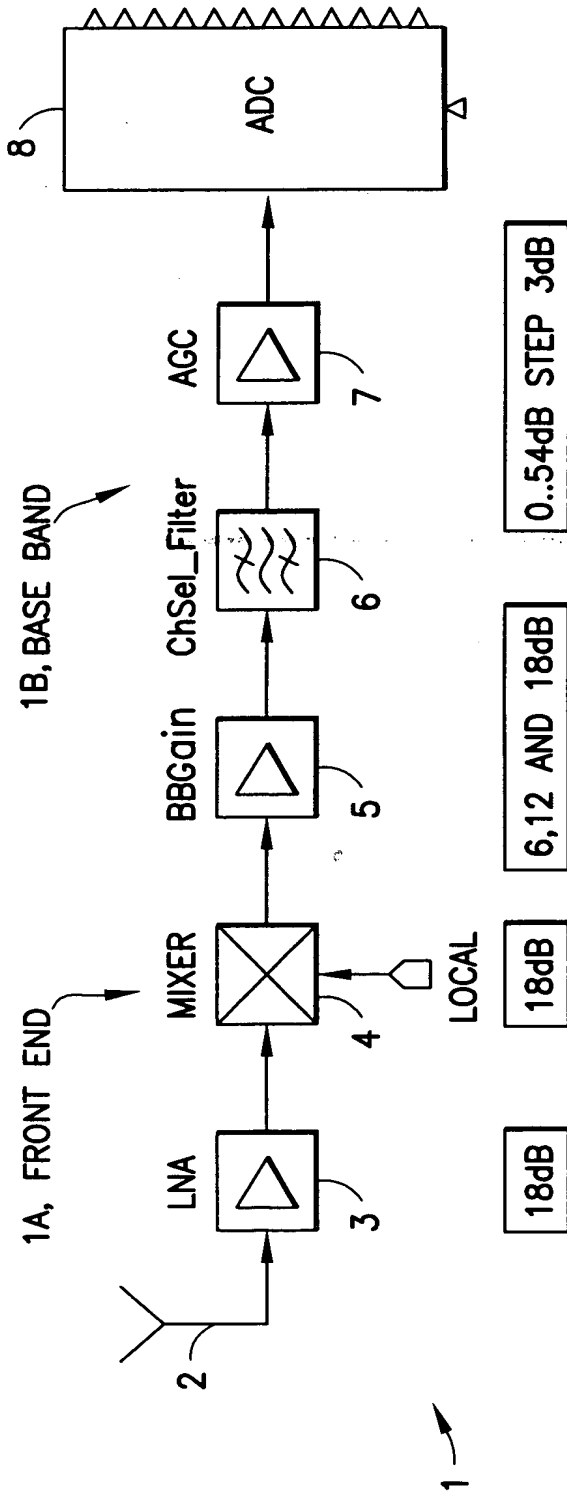 1A, FRONT END
1B, BASE BAND
8
LNA
MIXER
BBGain
ChSel_Filter
AGC
ADC
2
3
4
5
6
7
LOCAL
1
18dB
18dB
6,12 AND 18dB
0..54dB STEP 3dB